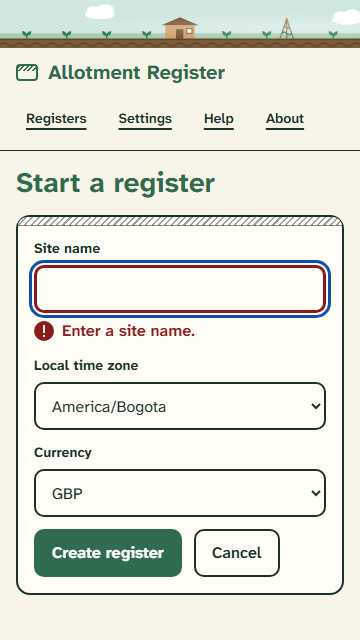 Allotment Register
Registers Settings Help About
Start a register
Site name
Enter a site name.
Local time zone
America/Bogota
Currency
GBP
Create register Cancel